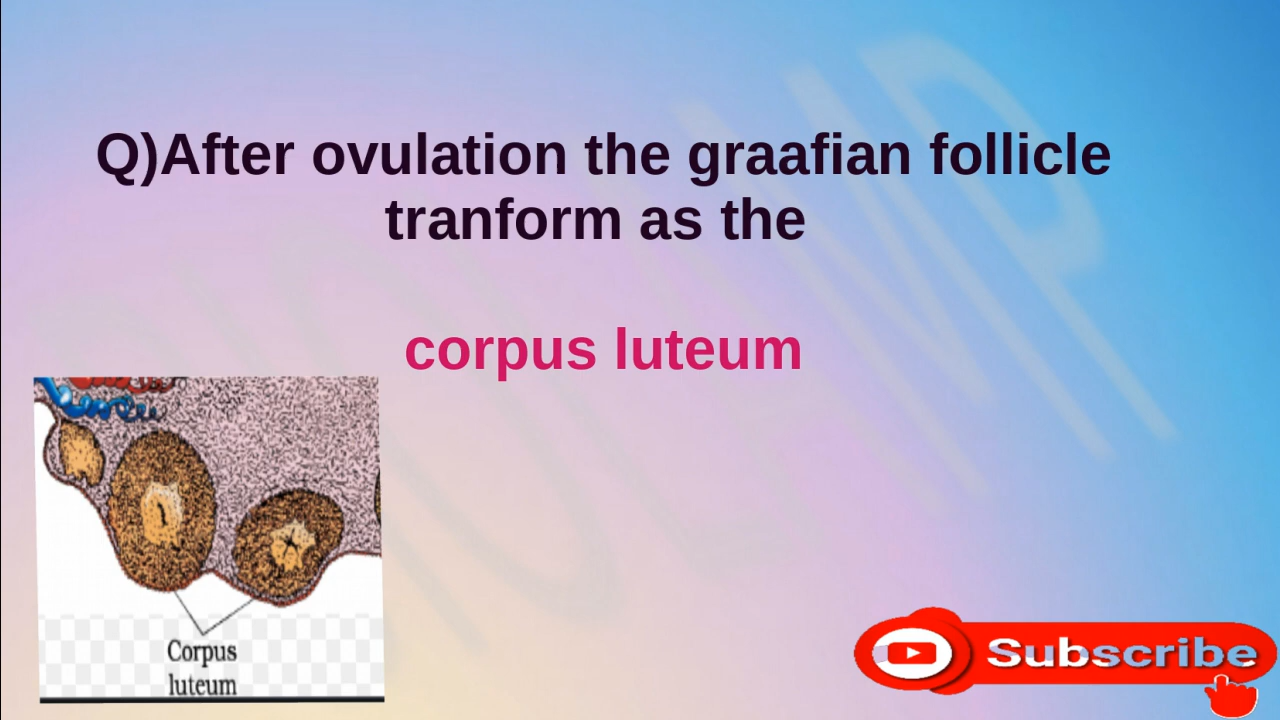 Q)After ovulation the graafian follicle
tranform as the
corpus luteum
Corpus
luteum
Subscribe